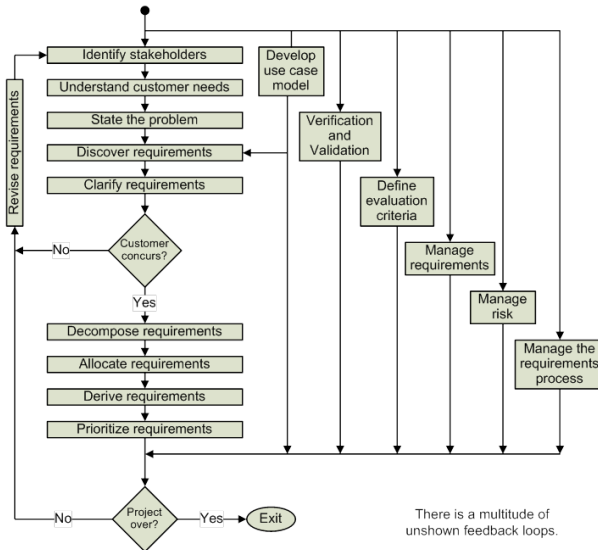 Identify stakeholders
Understand customer needs
State the problem
Discover requirements
Clarify requirements
Revise requirements
Customer
concurs?
No
Yes
Decompose requirements
Allocate requirements
Derive requirements
Prioritize requirements
Project
over?
No
Yes
Exit
Develop
use case
model
Verification
and
Validation
Define
evaluation
criteria
Manage
requirements
Manage
risk
Manage the
requirements
process
There is a multitude of
unshown feedback loops.